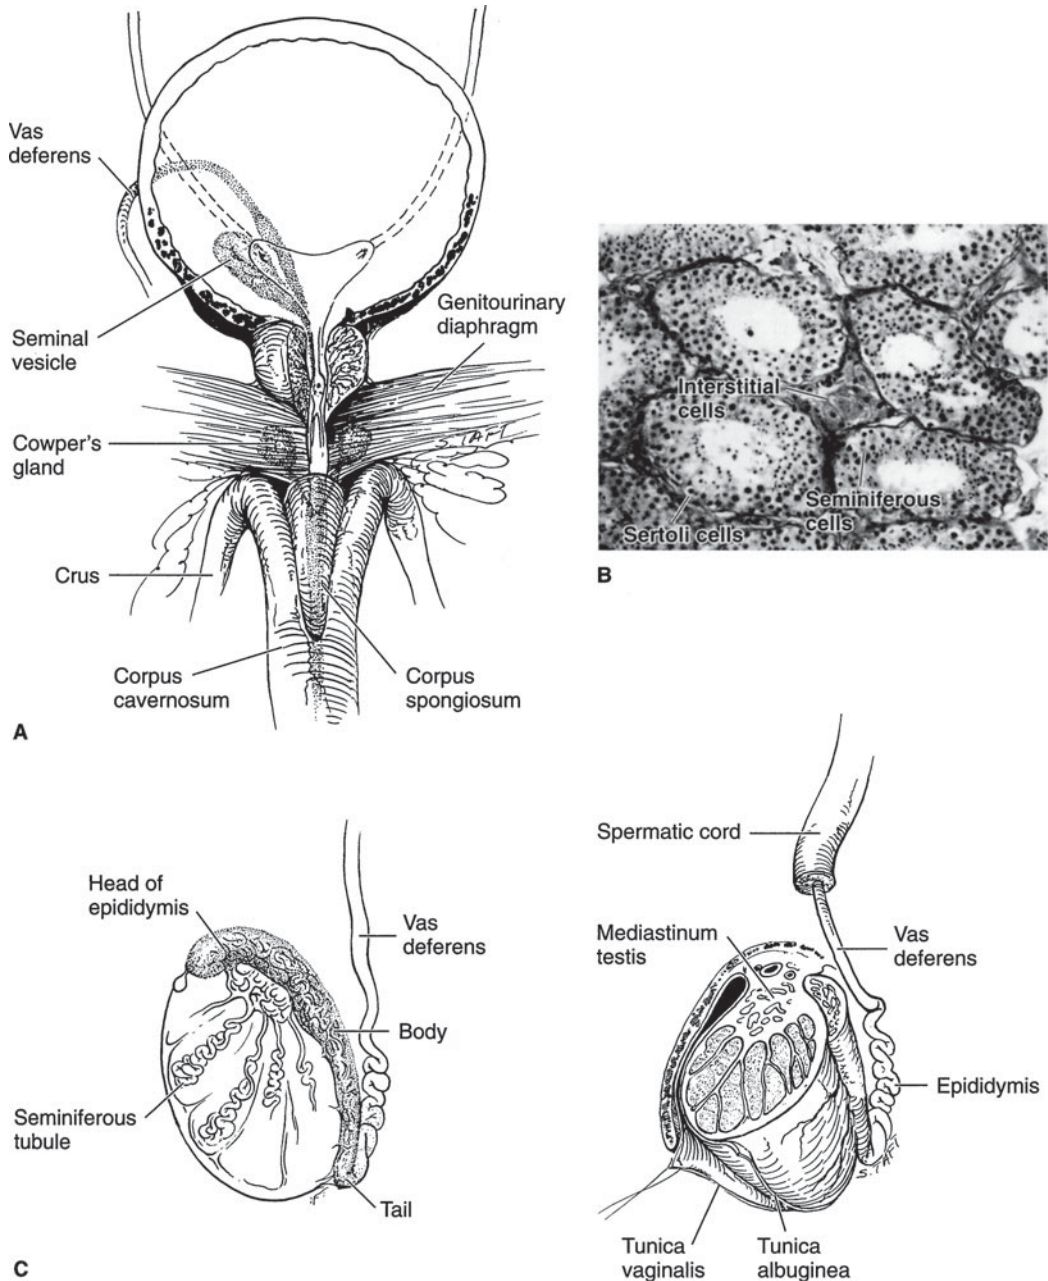 A
Vas
deferens
Seminal
vesicle
Genitourinary
diaphragm
Cowper's
gland
S. TAFT
Crus
Corpus
cavernosum
Corpus
spongiosum
B
Interstitial
cells
Seminiferous
cells
Sertoli cells
C
Head of
epididymis
Vas
deferens
Body
Seminiferous
tubule
Tail
Spermatic cord
Mediastinum
testis
Vas
deferens
Epididymis
S. TAFT
Tunica
vaginalis
Tunica
albuginea